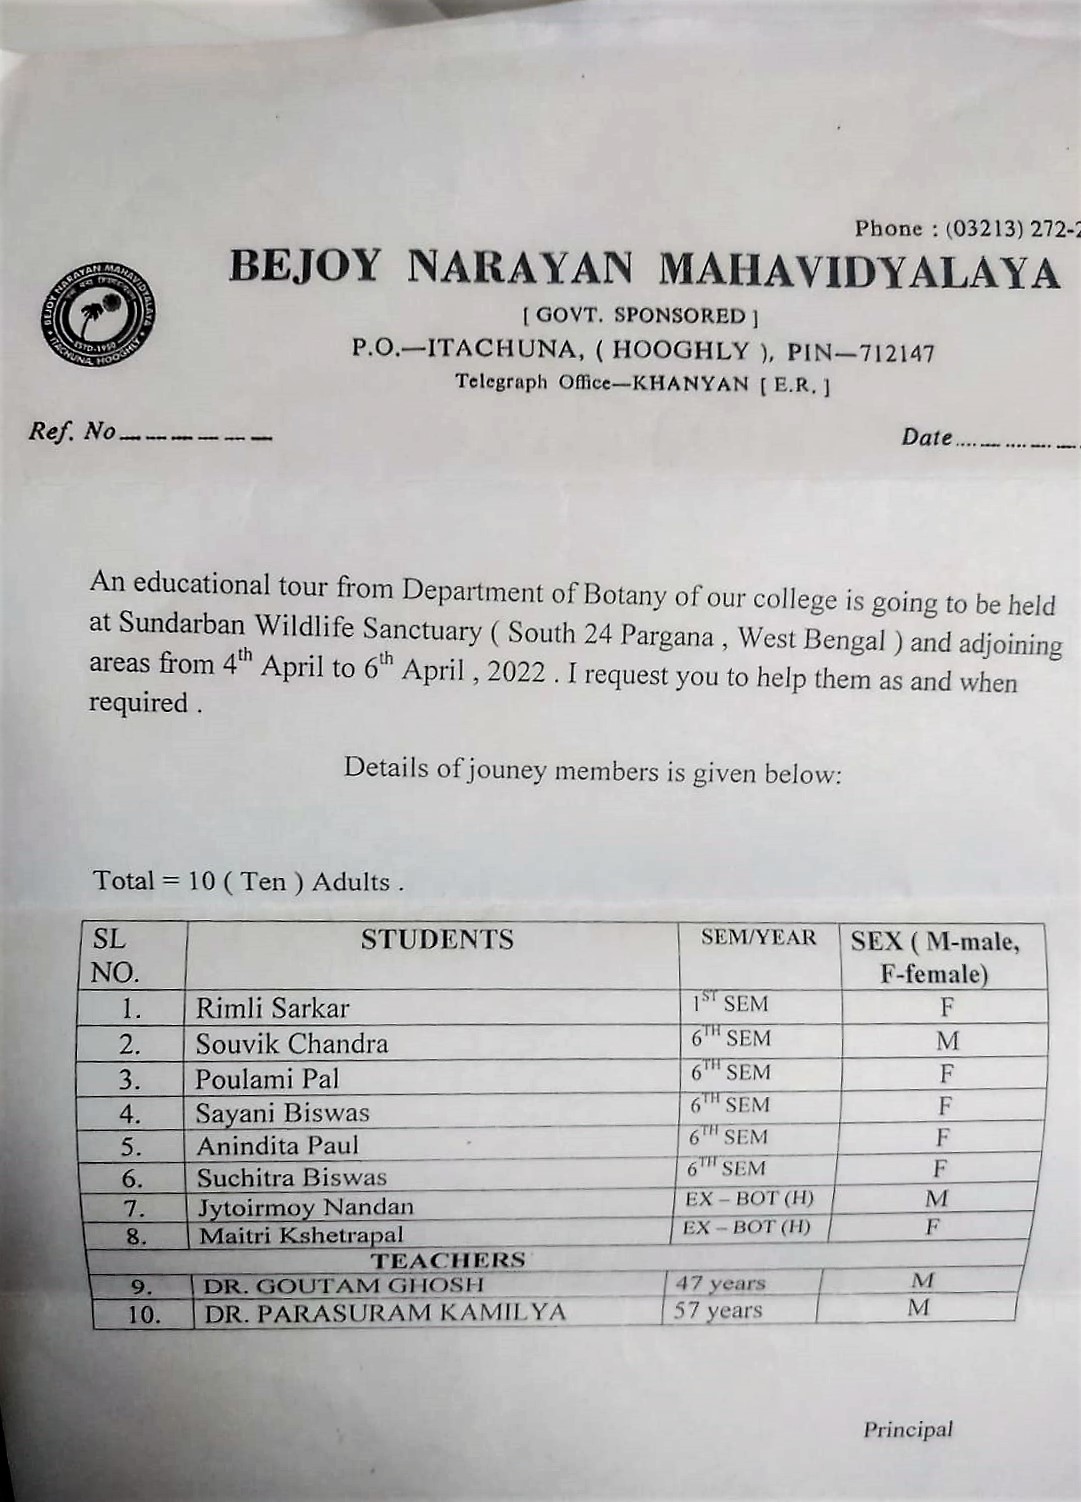 Phone : (03213) 272-
BEJOY NARAYAN MAHAVIDYALAYA
[ GOVT. SPONSORED ]
P.O.—ITACHUNA, ( HOOGHLY ), PIN—712147
Telegraph Office—KHANYAN [ E.R. ]
BEJOY NARAYAN MAHAVIDYALAYA
ESTD-1950
ITACHUNA, HOOGHLY
Ref. No
Date
An educational tour from Department of Botany of our college is going to be held
at Sundarban Wildlife Sanctuary ( South 24 Pargana , West Bengal ) and adjoining
areas from 4th April to 6th April , 2022 . I request you to help them as and when
required .
Details of jouney members is given below:
Total = 10 ( Ten ) Adults .
SL NO. STUDENTS SEM/YEAR SEX ( M-male, F-female)
1. Rimli Sarkar 1ST SEM F
2. Souvik Chandra 6TH SEM M
3. Poulami Pal 6TH SEM F
4. Sayani Biswas 6TH SEM F
5. Anindita Paul 6TH SEM F
6. Suchitra Biswas 6TH SEM F
7. Jytoirmoy Nandan EX – BOT (H) M
8. Maitri Kshetrapal EX – BOT (H) F
TEACHERS
9. DR. GOUTAM GHOSH 47 years M
10. DR. PARASURAM KAMILYA 57 years M
Principal